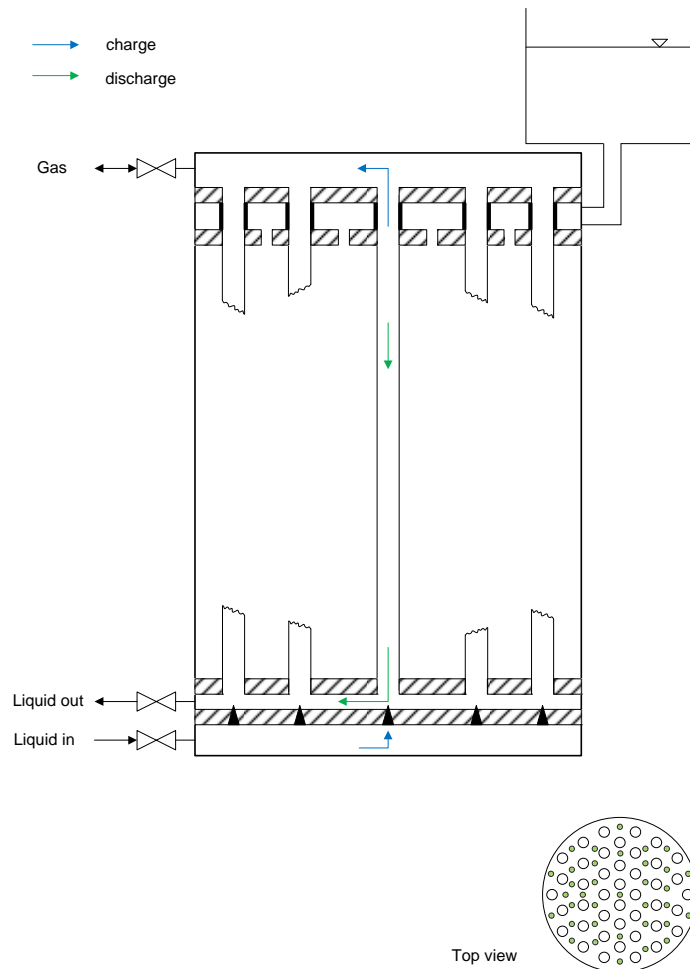 charge
discharge
Gas
Liquid out
Liquid in
Top view